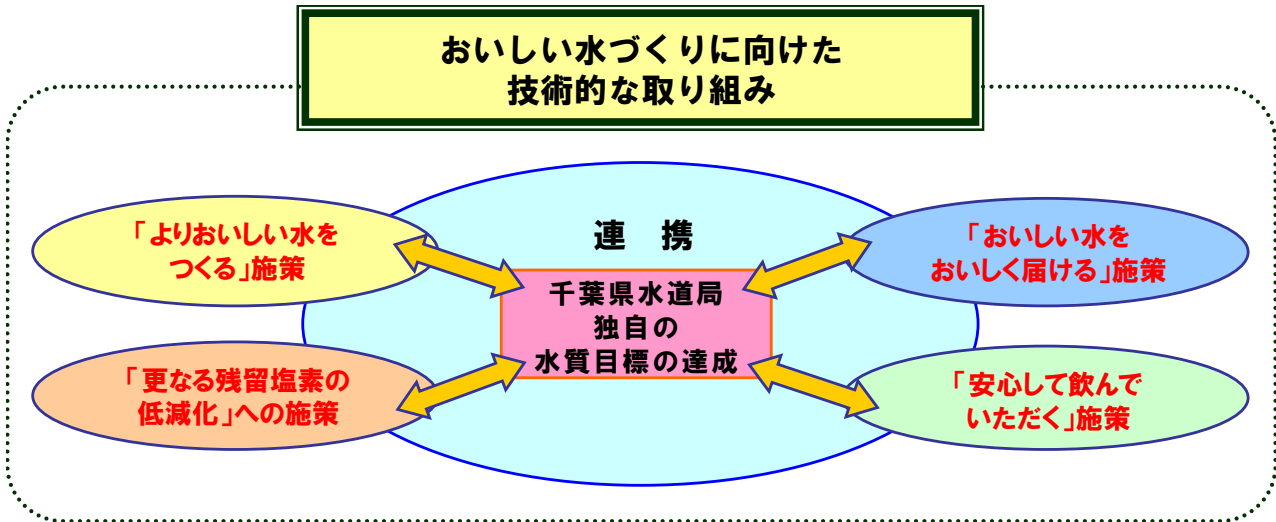 おいしい水づくりに向けた
技術的な取り組み
連　携
「よりおいしい水を
つくる」施策
「おいしい水を
おいしく届ける」施策
千葉県水道局
独自の
水質目標の達成
「更なる残留塩素の
低減化」への施策
「安心して飲んで
いただく」施策